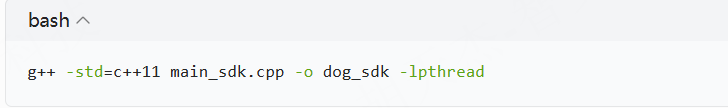 bash
g++ -std=c++11 main_sdk.cpp -o dog_sdk -lpthread